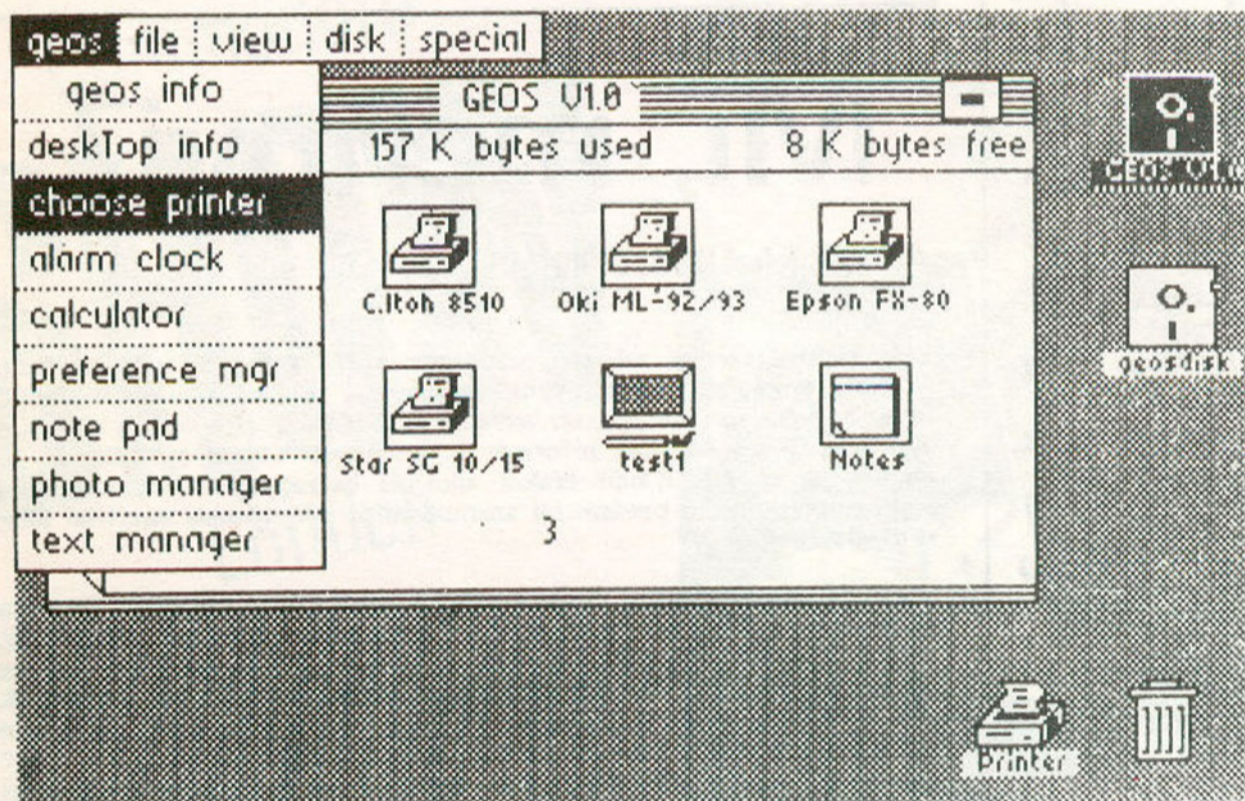 geos file view disk special
geos info
deskTop info
choose printer
alarm clock
calculator
preference mgr
note pad
photo manager
text manager
GEOS V1.0
157 K bytes used 8 K bytes free
C.Itoh 8510 Oki ML-92/93 Epson FX-80
Star SG 10/15 test1 Notes
3
GEOS V1.0
geosdisk
Printer